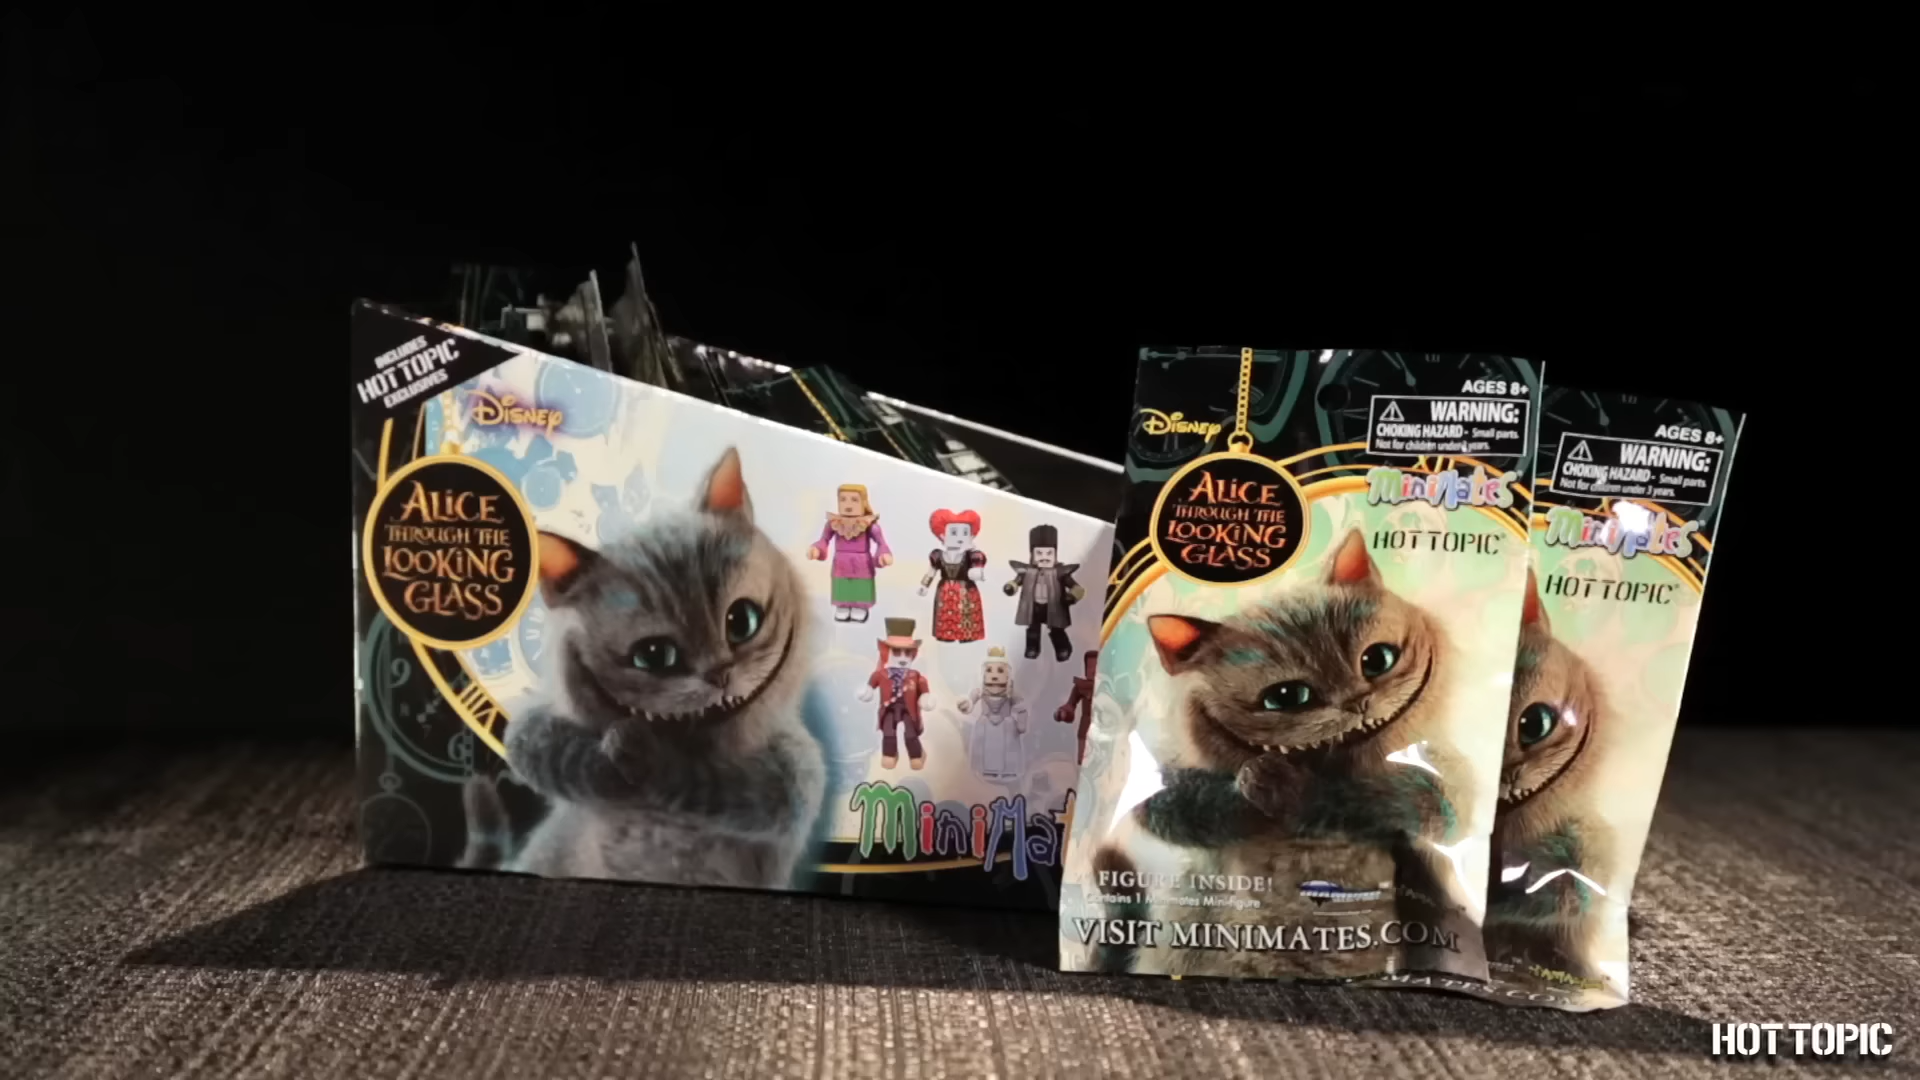 INCLUDES
HOT TOPIC
EXCLUSIVES
Disney
ALICE
THROUGH THE
LOOKING
GLASS
MiniMat
Disney
ALICE
THROUGH THE
LOOKING
GLASS
AGES 8+
WARNING:
CHOKING HAZARD - Small parts.
Not for children under 3 years.
MiniMates
HOT TOPIC
FIGURE INSIDE!
Contains 1 Minimates Mini-figure
VISIT MINIMATES.COM
AGES 8+
WARNING:
CHOKING HAZARD - Small parts.
Not for children under 3 years.
MiniMates
HOT TOPIC
HOT TOPIC